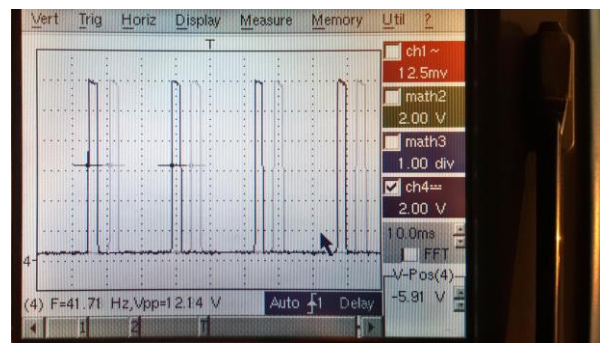 Vert Trig Horiz Display Measure Memory Util ?
T
ch1 ~
12.5mv
math2
2.00 V
math3
1.00 div
ch4
2.00 V
10.0ms
FFT
V-Pos(4)
-5.91 V
4-
(4) F=41.71 Hz,Vpp=12.14 V
Auto 1 Delay
1 2 T